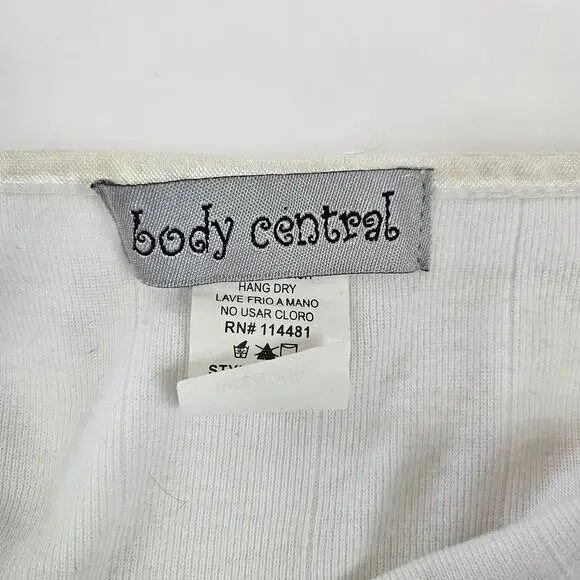 body central
HANG DRY
LAVE FRIO A MANO
NO USAR CLORO
RN# 114481